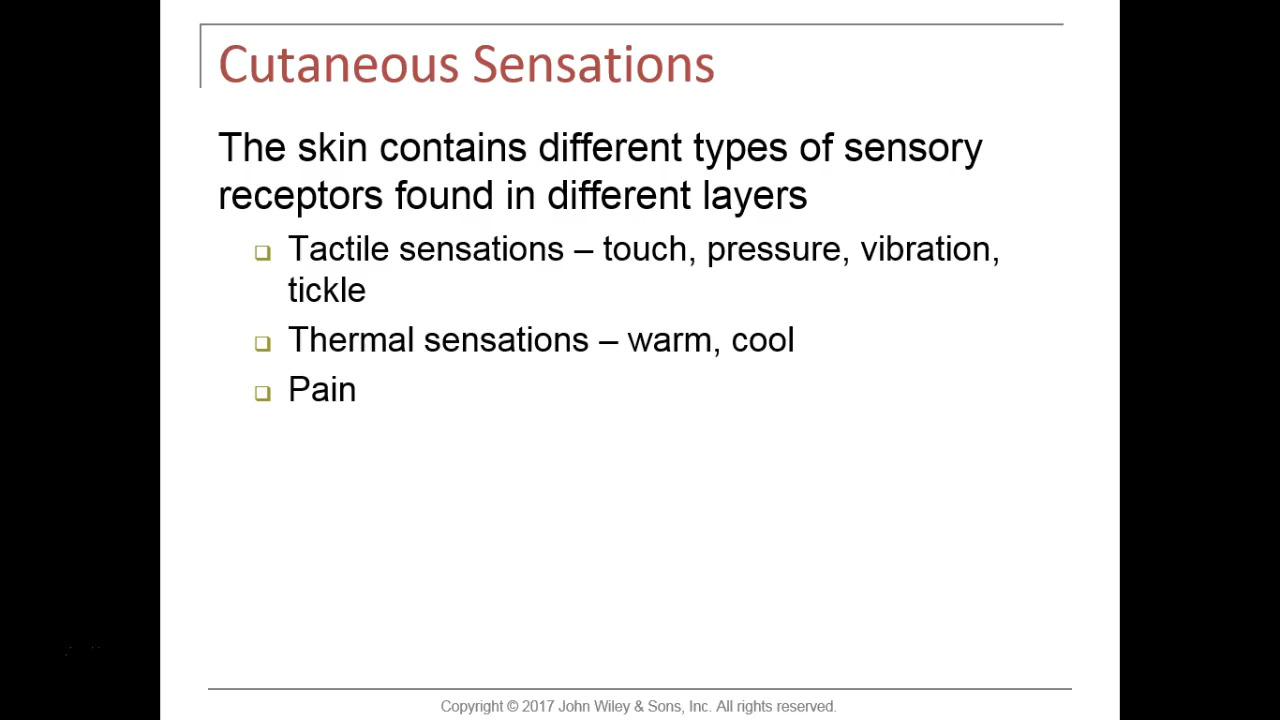 Cutaneous Sensations
The skin contains different types of sensory
receptors found in different layers
❑ Tactile sensations – touch, pressure, vibration,
tickle
❑ Thermal sensations – warm, cool
❑ Pain
Copyright © 2017 John Wiley & Sons, Inc. All rights reserved.